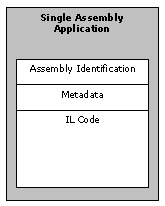 Single Assembly
Application
Assembly Identification
Metadata
IL Code